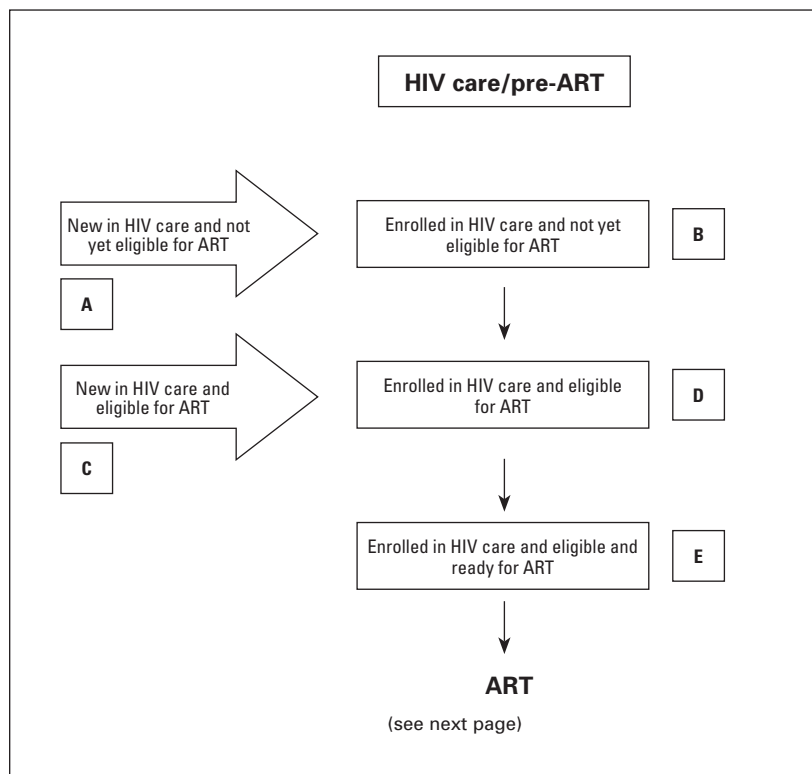 HIV care/pre-ART
New in HIV care and not
yet eligible for ART
Enrolled in HIV care and not yet
eligible for ART
B
A
New in HIV care and
eligible for ART
Enrolled in HIV care and eligible
for ART
D
C
Enrolled in HIV care and eligible and
ready for ART
E
ART
(see next page)